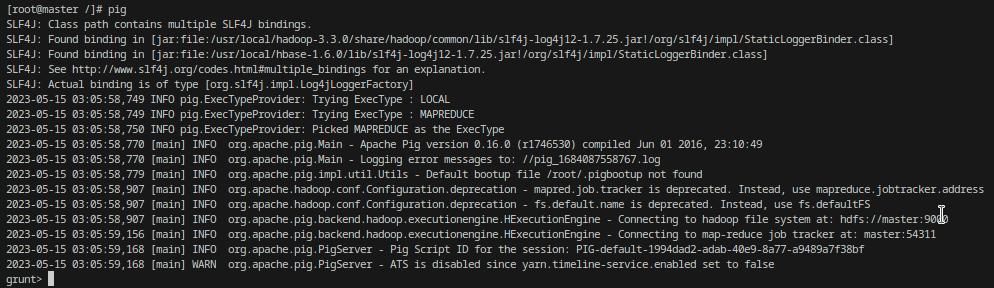 [root@master /]# pig
SLF4J: Class path contains multiple SLF4J bindings.
SLF4J: Found binding in [jar:file:/usr/local/hadoop-3.3.0/share/hadoop/common/lib/slf4j-log4j12-1.7.25.jar!/org/slf4j/impl/StaticLoggerBinder.class]
SLF4J: Found binding in [jar:file:/usr/local/hbase-1.6.0/lib/slf4j-log4j12-1.7.25.jar!/org/slf4j/impl/StaticLoggerBinder.class]
SLF4J: See http://www.slf4j.org/codes.html#multiple_bindings for an explanation.
SLF4J: Actual binding is of type [org.slf4j.impl.Log4jLoggerFactory]
2023-05-15 03:05:58,749 INFO pig.ExecTypeProvider: Trying ExecType : LOCAL
2023-05-15 03:05:58,749 INFO pig.ExecTypeProvider: Trying ExecType : MAPREDUCE
2023-05-15 03:05:58,750 INFO pig.ExecTypeProvider: Picked MAPREDUCE as the ExecType
2023-05-15 03:05:58,770 [main] INFO  org.apache.pig.Main - Apache Pig version 0.16.0 (r1746530) compiled Jun 01 2016, 23:10:49
2023-05-15 03:05:58,770 [main] INFO  org.apache.pig.Main - Logging error messages to: //pig_1684087558767.log
2023-05-15 03:05:58,779 [main] INFO  org.apache.pig.impl.util.Utils - Default bootup file /root/.pigbootup not found
2023-05-15 03:05:58,907 [main] INFO  org.apache.hadoop.conf.Configuration.deprecation - mapred.job.tracker is deprecated. Instead, use mapreduce.jobtracker.address
2023-05-15 03:05:58,907 [main] INFO  org.apache.hadoop.conf.Configuration.deprecation - fs.default.name is deprecated. Instead, use fs.defaultFS
2023-05-15 03:05:58,907 [main] INFO  org.apache.pig.backend.hadoop.executionengine.HExecutionEngine - Connecting to hadoop file system at: hdfs://master:9000
2023-05-15 03:05:59,156 [main] INFO  org.apache.pig.backend.hadoop.executionengine.HExecutionEngine - Connecting to map-reduce job tracker at: master:54311
2023-05-15 03:05:59,168 [main] INFO  org.apache.pig.PigServer - Pig Script ID for the session: PIG-default-1994dad2-adab-40e9-8a77-a9489a7f38bf
2023-05-15 03:05:59,168 [main] WARN  org.apache.pig.PigServer - ATS is disabled since yarn.timeline-service.enabled set to false
grunt>